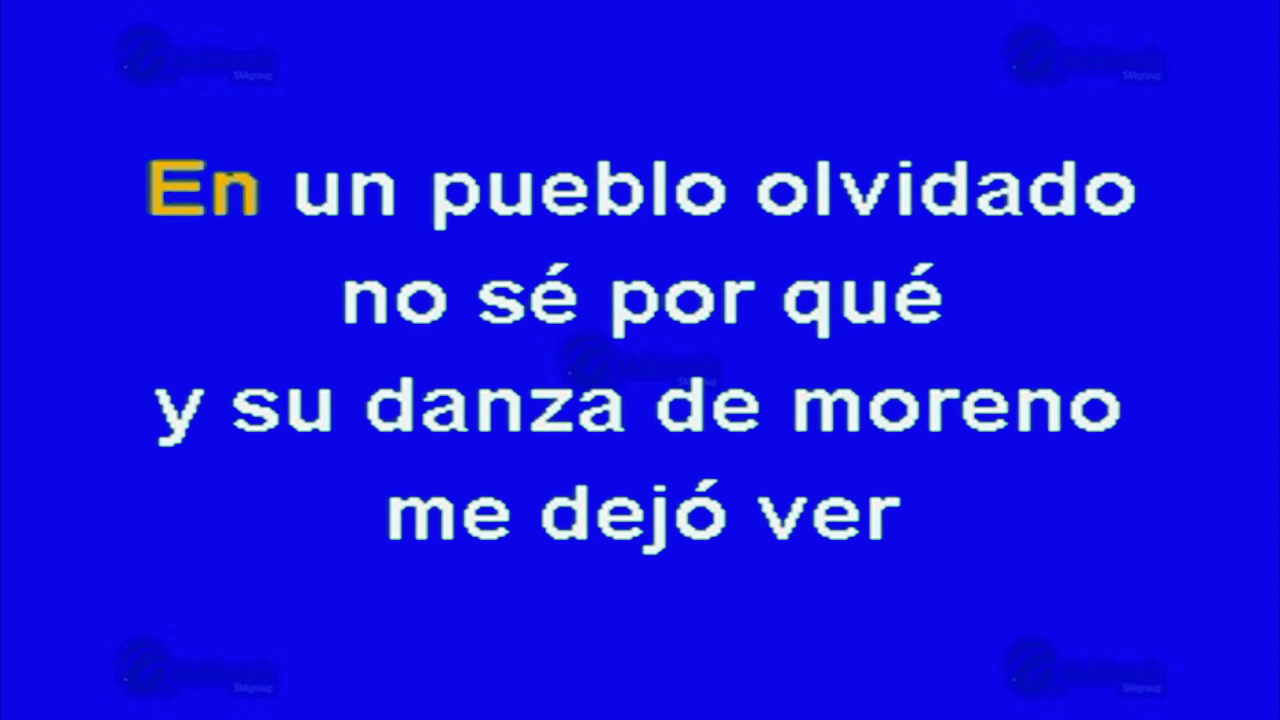 En un pueblo olvidado
no sé por qué
y su danza de moreno
me dejó ver